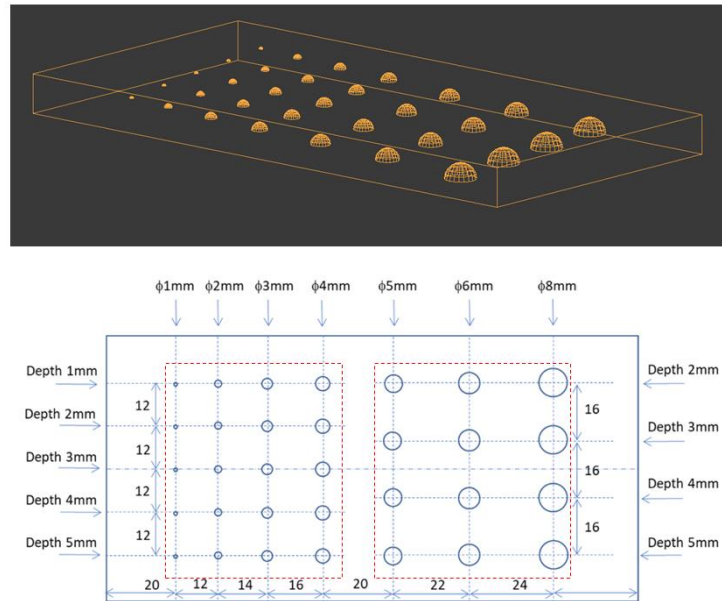 ϕ1mm ϕ2mm ϕ3mm ϕ4mm ϕ5mm ϕ6mm ϕ8mm
Depth 1mm Depth 2mm
12 16
Depth 2mm Depth 3mm
12 16
Depth 3mm
12 Depth 4mm
Depth 4mm
12 16
Depth 5mm Depth 5mm
20 12 14 16 20 22 24